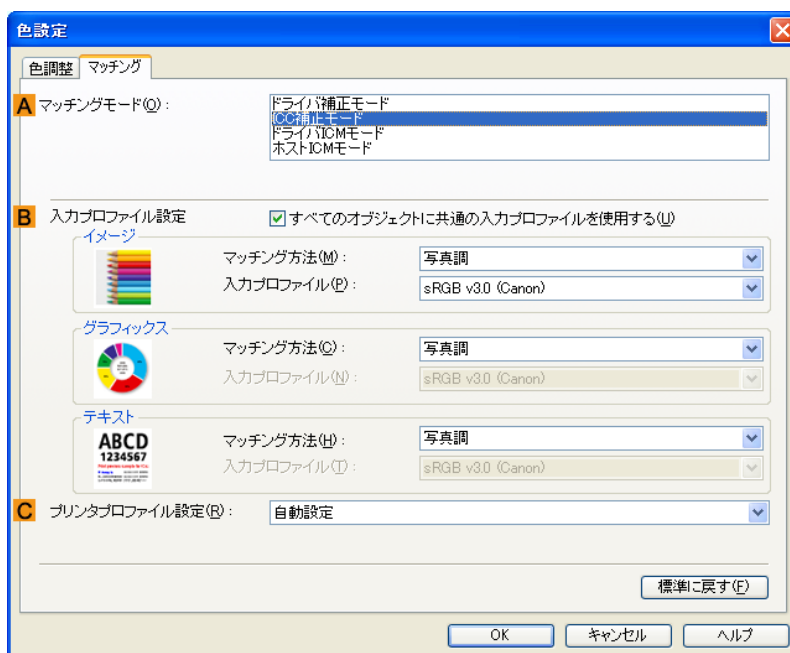 色設定
色調整 マッチング
A マッチングモード(O): ドライバ補正モード
ICC補正モード
ドライバICMモード
ホストICMモード
B 入力プロファイル設定 すべてのオブジェクトに共通の入力プロファイルを使用する(U)
イメージ
マッチング方法(M): 写真調
入力プロファイル(P): sRGB v3.0 (Canon)
グラフィックス
マッチング方法(C): 写真調
入力プロファイル(N): sRGB v3.0 (Canon)
テキスト
ABCD
1234567
マッチング方法(H): 写真調
入力プロファイル(T): sRGB v3.0 (Canon)
C プリンタプロファイル設定(R): 自動設定
標準に戻す(F)
OK キャンセル ヘルプ